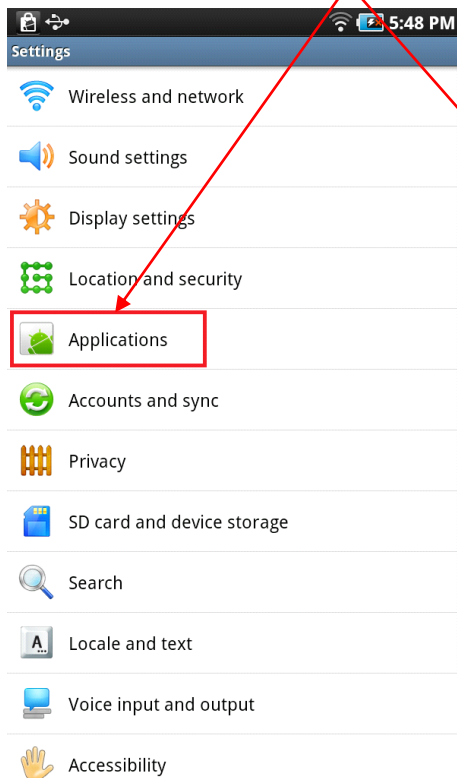 5:48 PM
Settings
Wireless and network
Sound settings
Display settings
Location and security
Applications
Accounts and sync
Privacy
SD card and device storage
Search
A
Locale and text
Voice input and output
Accessibility